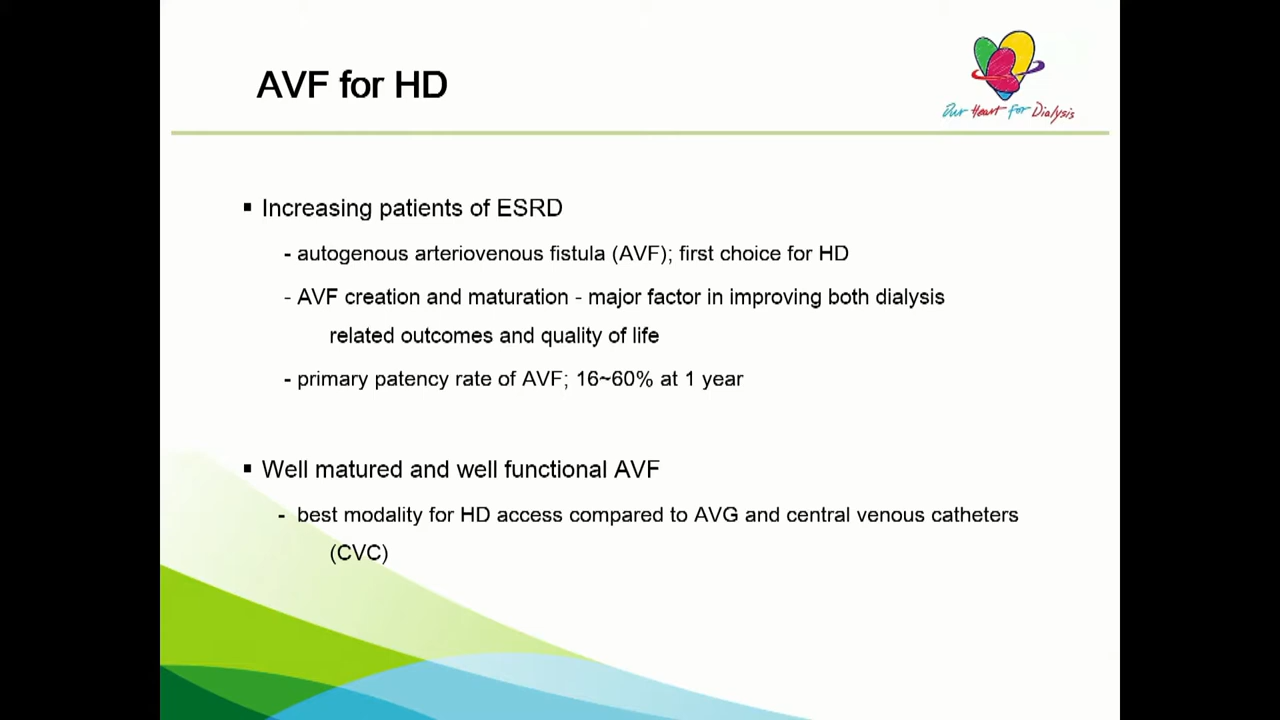 AVF for HD
Our Heart For Dialysis
▪ Increasing patients of ESRD
- autogenous arteriovenous fistula (AVF); first choice for HD
- AVF creation and maturation - major factor in improving both dialysis
related outcomes and quality of life
- primary patency rate of AVF; 16~60% at 1 year
▪ Well matured and well functional AVF
- best modality for HD access compared to AVG and central venous catheters
(CVC)